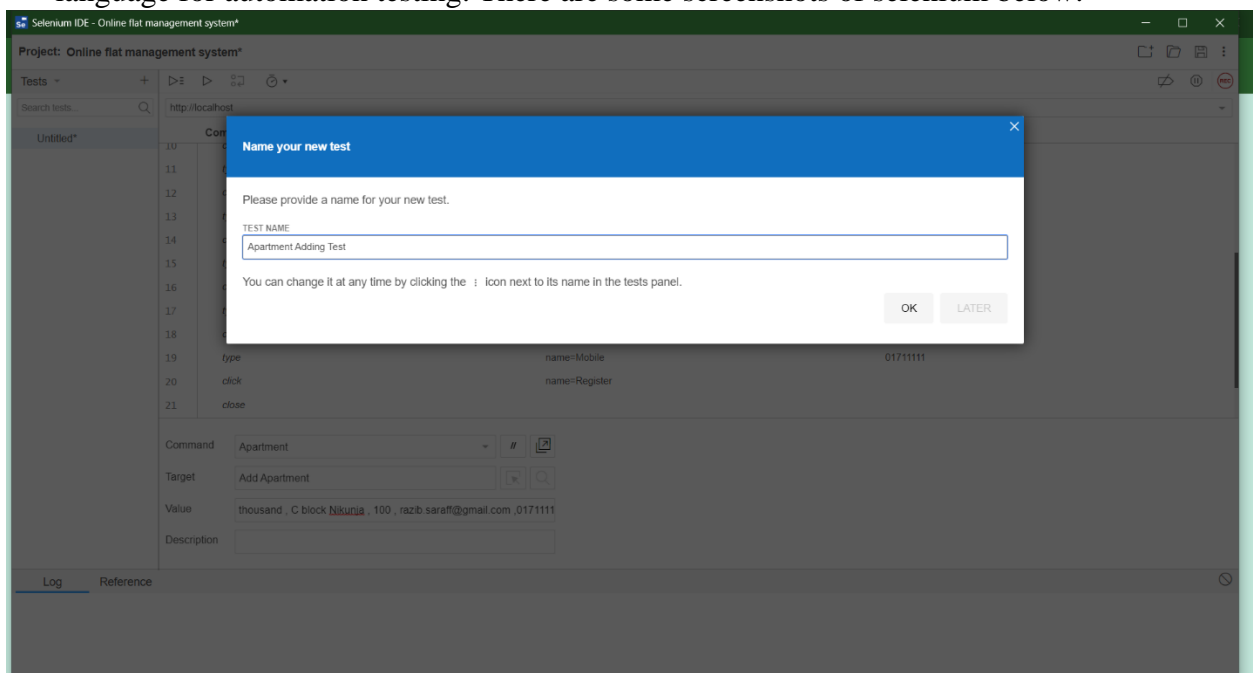 language for automation testing. There are some screenshots of selenium below.
Selenium IDE - Online flat management system*
Project: Online flat management system*
Tests
Search tests...
http://localhost
Untitled*
Com
Name your new test
Please provide a name for your new test.
TEST NAME
Apartment Adding Test
You can change it at any time by clicking the ⋮ icon next to its name in the tests panel.
OK LATER
10 c
11 t
12 c
13 t
14 c
15 t
16 c
17 t
18 c
19 type name=Mobile 01711111
20 click name=Register
21 close
Command Apartment //
Target Add Apartment
Value thousand , C block Nikunja , 100 , razib.saraff@gmail.com ,0171111
Description
Log Reference
REC